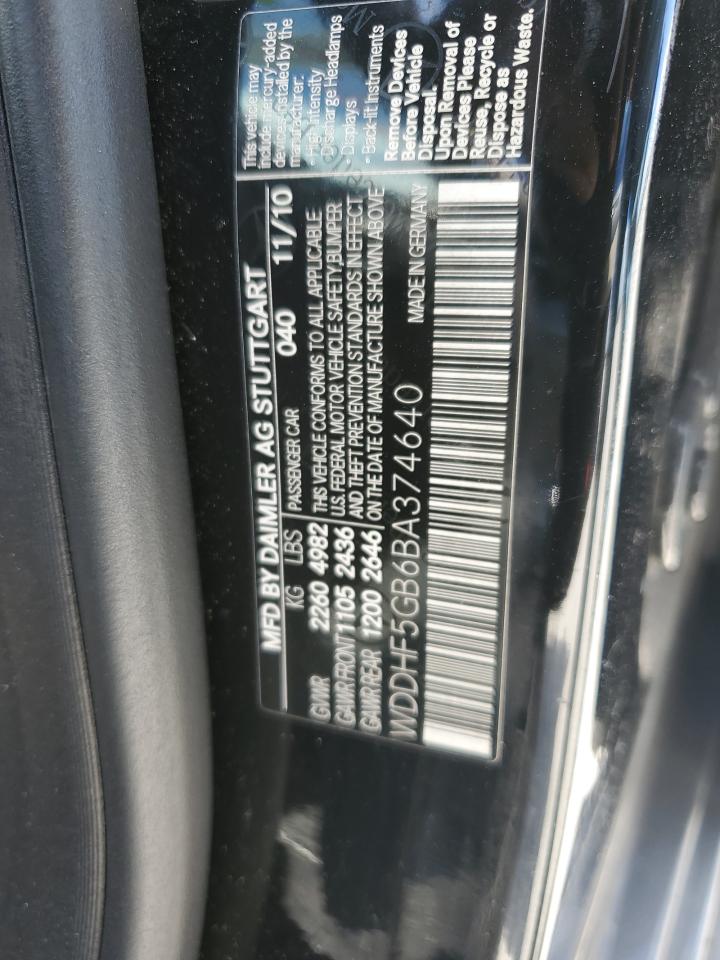 MFD BY DAIMLER AG STUTTGART
KG LBS PASSENGER CAR 040 11/10
GVWR 2260 4982 THIS VEHICLE CONFORMS TO ALL APPLICABLE
GAWR FRONT 1105 2436 U.S. FEDERAL MOTOR VEHICLE SAFETY,BUMPER
GAWR REAR 1200 2646 AND THEFT PREVENTION STANDARDS IN EFFECT
ON THE DATE OF MANUFACTURE SHOWN ABOVE
WDDHF5GB6BA374640 MADE IN GERMANY
This vehicle may
include mercury-added
devices installed by the
manufacturer:
• High Intensity
Discharge Headlamps
• Displays
• Back-lit Instruments
Remove Devices
Before Vehicle
Disposal.
Upon Removal of
Devices Please
Reuse, Recycle or
Dispose as
Hazardous Waste.